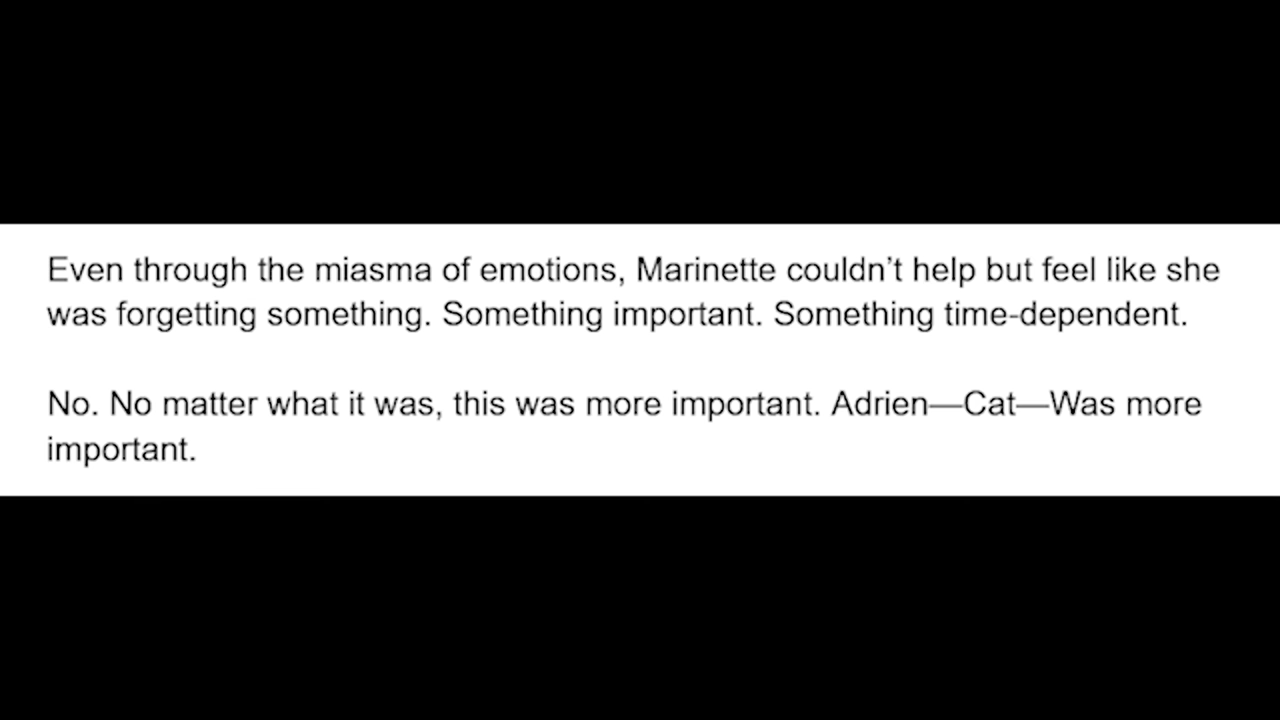 Even through the miasma of emotions, Marinette couldn’t help but feel like she
was forgetting something. Something important. Something time-dependent.
No. No matter what it was, this was more important. Adrien—Cat—Was more
important.